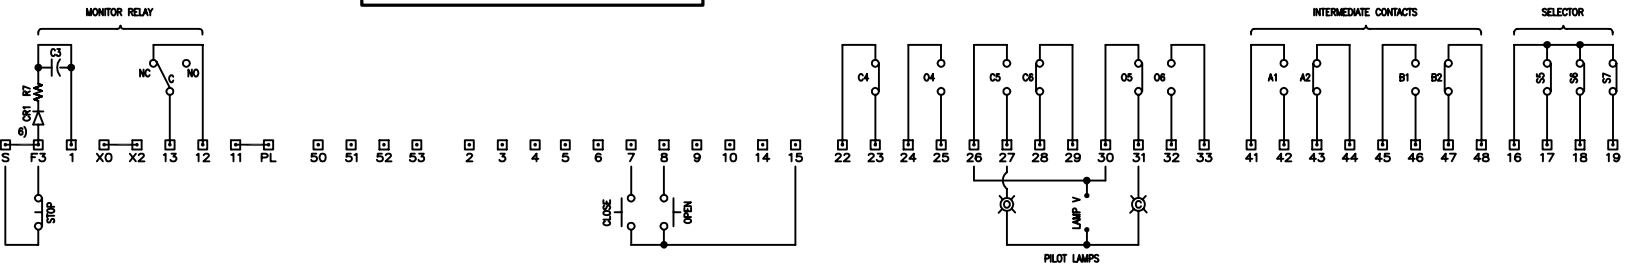 MONITOR RELAY
INTERMEDIATE CONTACTS
SELECTOR
C3
NC
NO
C
R7
CR1
6)
C4
O4
C5
C6
O5
O6
A1
A2
B1
B2
S5
S6
S7
S F3 1 X0 X2 13 12 11 PL 50 51 52 53 2 3 4 5 6 7 8 9 10 14 15 22 23 24 25 26 27 28 29 30 31 32 33 41 42 43 44 45 46 47 48 16 17 18 19
STOP
CLOSE
OPEN
O
LAMP V
C
PILOT LAMPS